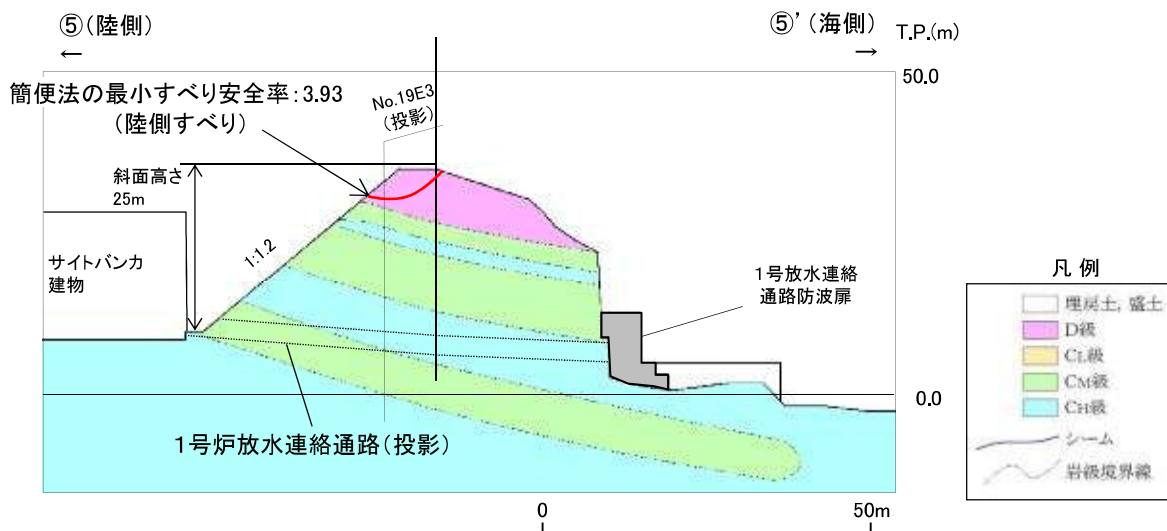 ⑤(陸側)
←
⑤’(海側)
→
T.P.(m)
50.0
簡便法の最小すべり安全率:3.93
(陸側すべり)
No.19E3
(投影)
斜面高さ
25m
1:1.2
サイトバンカ
建物
1号放水連絡
通路防波扉
凡 例
埋戻土, 盛土
D級
CL級
CM級
CH級
シーム
岩級境界線
0.0
1号炉放水連絡通路(投影)
0
50m